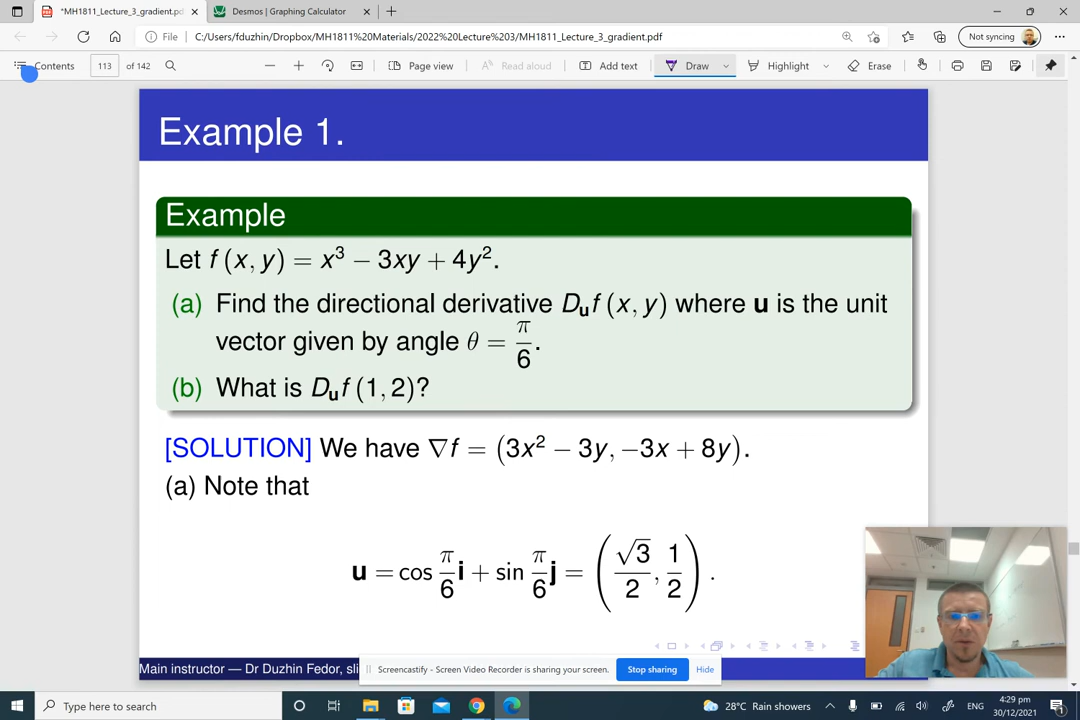 *MH1811_Lecture_3_gradient.pd
Desmos | Graphing Calculator
File C:/Users/fduzhin/Dropbox/MH1811%20Materials/2022%20Lecture%203/MH1811_Lecture_3_gradient.pdf Not syncing
Contents 113 of 142 Page view Read aloud Add text Draw Highlight Erase
Example 1.
Example
Let f(x, y) = x³ − 3xy + 4y².
(a) Find the directional derivative D_u f(x, y) where u is the unit
vector given by angle θ = π/6.
(b) What is D_u f(1, 2)?
[SOLUTION] We have ∇f = (3x² − 3y, −3x + 8y).
(a) Note that
u = cos π/6 i + sin π/6 j = (√3/2, 1/2).
Main instructor — Dr Duzhin Fedor, sli
Screencastify - Screen Video Recorder is sharing your screen. Stop sharing Hide
Type here to search
28°C Rain showers
ENG
4:29 pm
30/12/2021
1